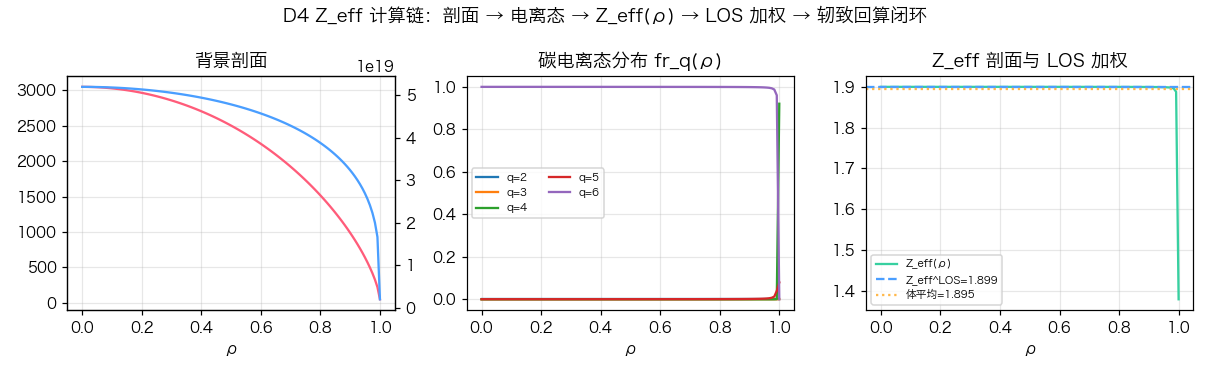 D4 Z_eff 计算链：剖面 → 电离态 → Z_eff(ρ) → LOS 加权 → 轫致回算闭环
背景剖面
1e19
3000
2500
2000
1500
1000
500
0
5
4
3
2
1
0
0.0 0.2 0.4 0.6 0.8 1.0
ρ
碳电离态分布 fr_q(ρ)
1.0
0.8
0.6
0.4
0.2
0.0
q=2
q=3
q=4
q=5
q=6
0.0 0.2 0.4 0.6 0.8 1.0
ρ
Z_eff 剖面与 LOS 加权
1.9
1.8
1.7
1.6
1.5
1.4
Z_eff(ρ)
Z_eff^LOS=1.899
体平均=1.895
0.0 0.2 0.4 0.6 0.8 1.0
ρ